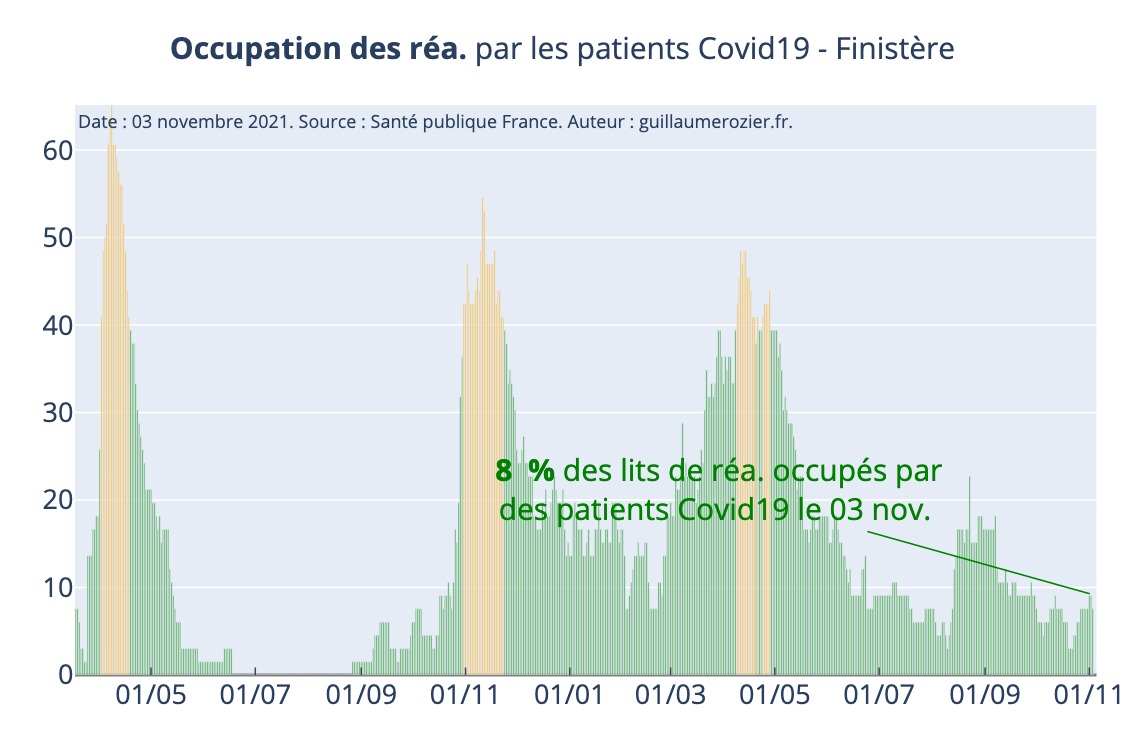 Occupation des réa. par les patients Covid19 - Finistère
Date : 03 novembre 2021. Source : Santé publique France. Auteur : guillaumerozier.fr.
60
50
40
30
20
10
0
8 % des lits de réa. occupés par
des patients Covid19 le 03 nov.
01/05 01/07 01/09 01/11 01/01 01/03 01/05 01/07 01/09 01/11